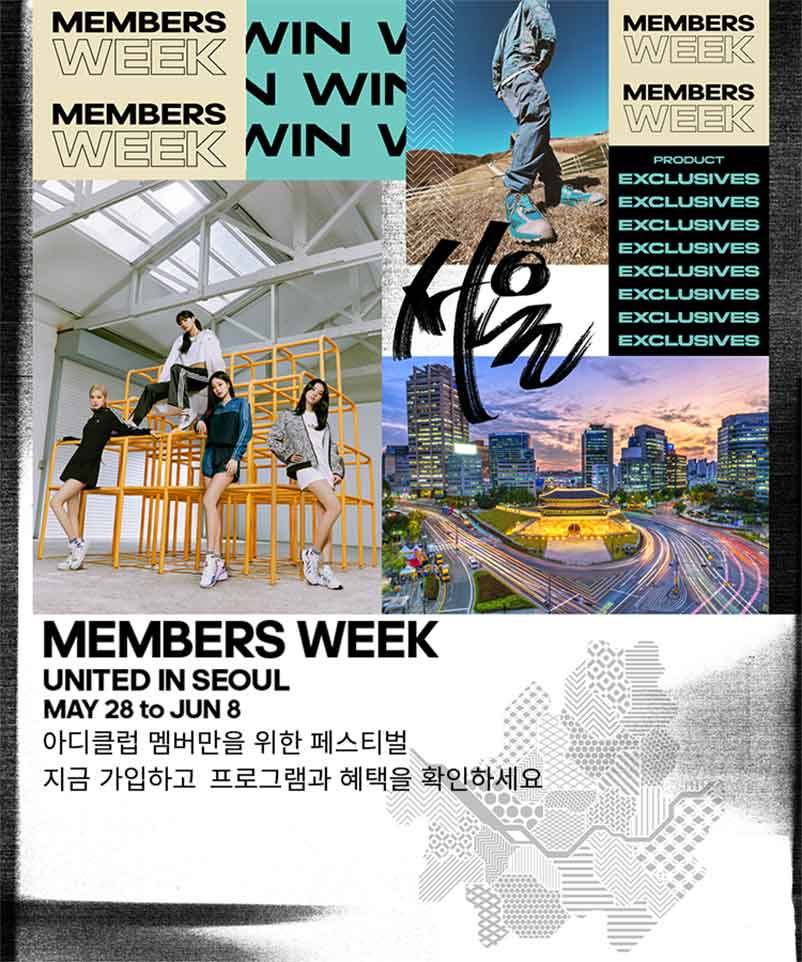 MEMBERS
WEEK
MEMBERS
WEEK
WIN
WIN
WIN
MEMBERS
WEEK
MEMBERS
WEEK
PRODUCT
EXCLUSIVES
EXCLUSIVES
EXCLUSIVES
EXCLUSIVES
EXCLUSIVES
EXCLUSIVES
EXCLUSIVES
EXCLUSIVES
서울
MEMBERS WEEK
UNITED IN SEOUL
MAY 28 to JUN 8
아디클럽 멤버만을 위한 페스티벌
지금 가입하고 프로그램과 혜택을 확인하세요